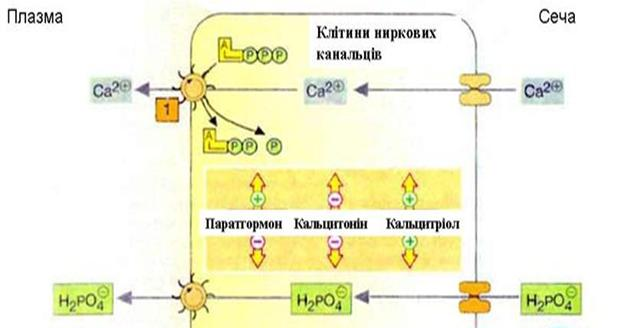 Плазма
Сеча
Клітини ниркових
канальців
A P P P
Ca2⊕ Ca2⊕ Ca2⊕
1
A P P P
+ − +
Паратгормон Кальцитонін Кальцитріол
− − +
H₂PO₄⊖ H₂PO₄⊖ H₂PO₄⊖